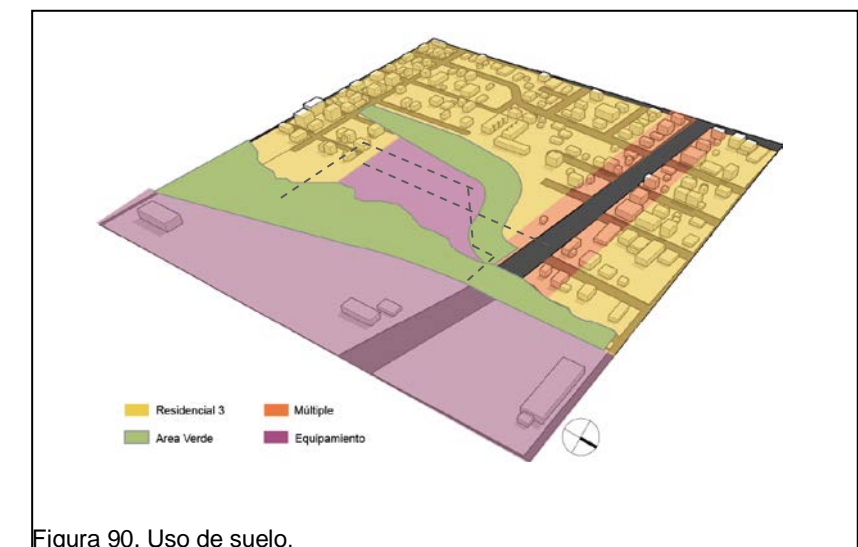 Residencial 3
Múltiple
Area Verde
Equipamiento
Figura 90. Uso de suelo.